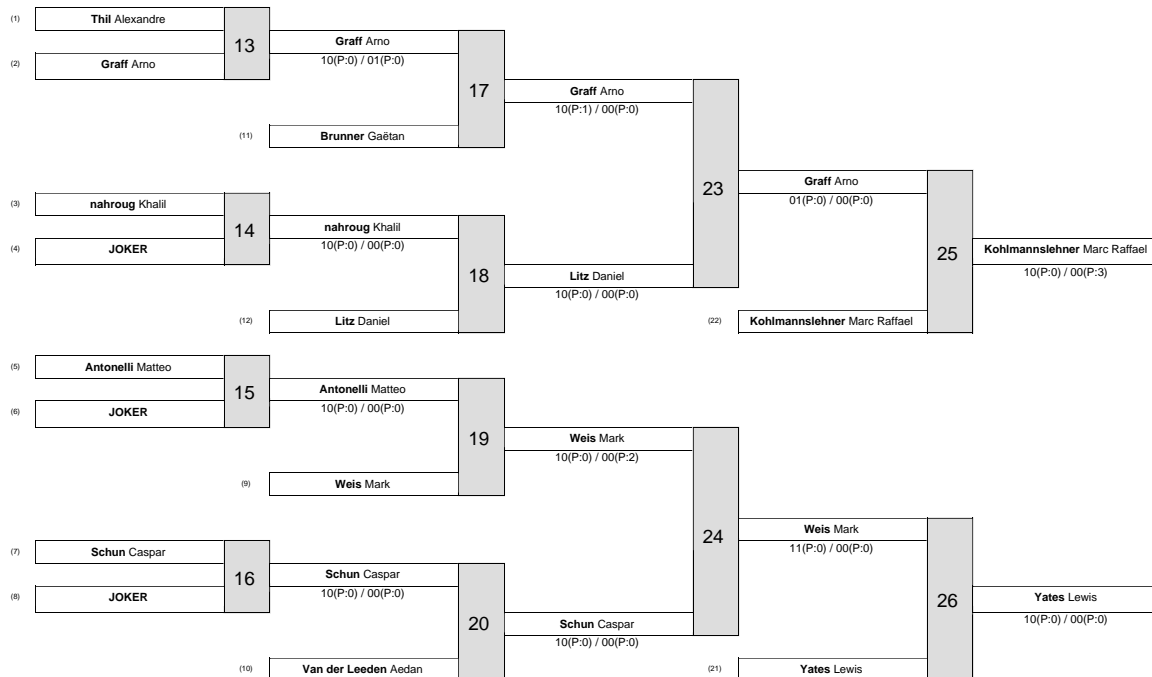 (1) Thil Alexandre
13
(2) Graff Arno
Graff Arno
10(P:0) / 01(P:0)
17
(11) Brunner Gaëtan
Graff Arno
10(P:1) / 00(P:0)
(3) nahroug Khalil
14
(4) JOKER
nahroug Khalil
10(P:0) / 00(P:0)
18
(12) Litz Daniel
Litz Daniel
10(P:0) / 00(P:0)
23
Graff Arno
01(P:0) / 00(P:0)
25
(22) Kohlmannslehner Marc Raffael
Kohlmannslehner Marc Raffael
10(P:0) / 00(P:3)
(5) Antonelli Matteo
15
(6) JOKER
Antonelli Matteo
10(P:0) / 00(P:0)
19
(9) Weis Mark
Weis Mark
10(P:0) / 00(P:2)
(7) Schun Caspar
16
(8) JOKER
Schun Caspar
10(P:0) / 00(P:0)
20
(10) Van der Leeden Aedan
Schun Caspar
10(P:0) / 00(P:0)
24
Weis Mark
11(P:0) / 00(P:0)
26
(21) Yates Lewis
Yates Lewis
10(P:0) / 00(P:0)